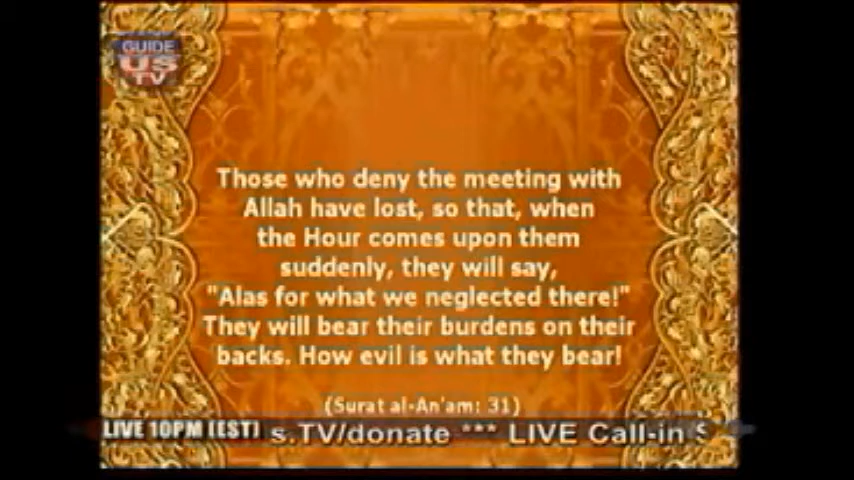 GUIDE
US
TV
Those who deny the meeting with
Allah have lost, so that, when
the Hour comes upon them
suddenly, they will say,
"Alas for what we neglected there!"
They will bear their burdens on their
backs. How evil is what they bear!
(Surat al-An'am: 31)
LIVE 10PM (EST) s.TV/donate *** LIVE Call-in S